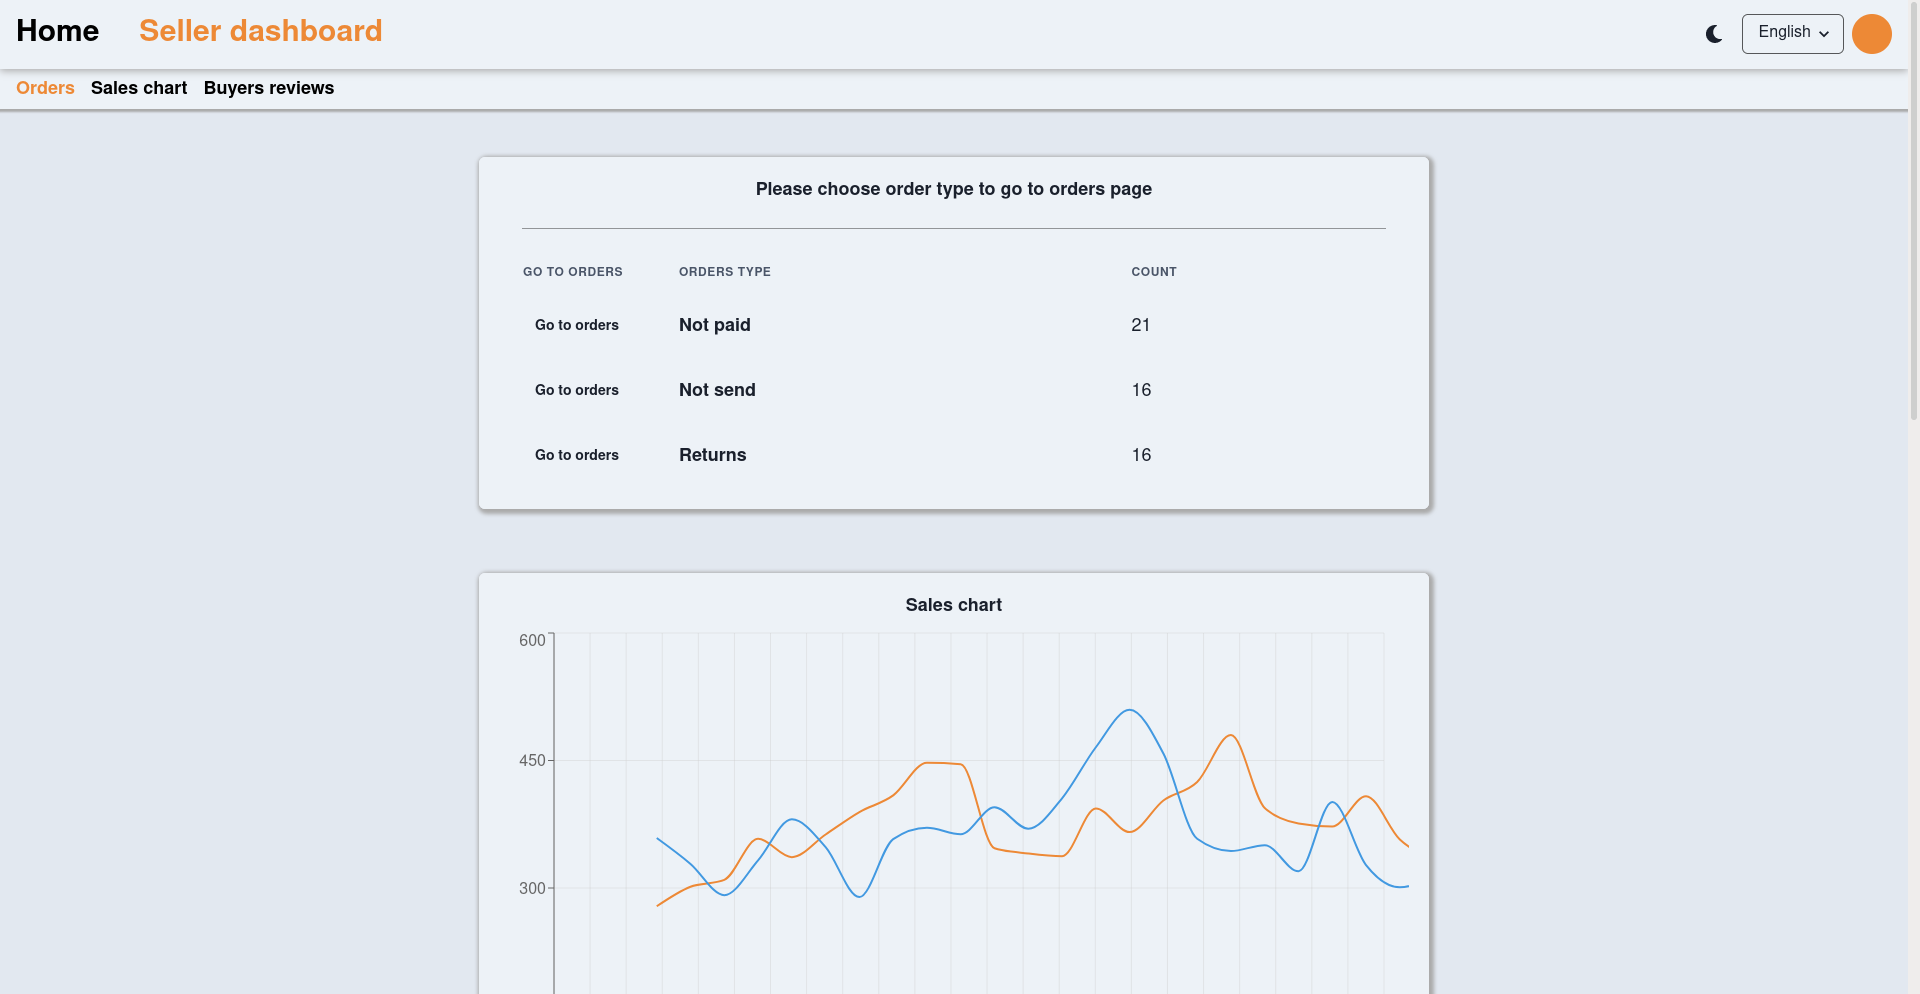 Home Seller dashboard English
Orders Sales chart Buyers reviews
Please choose order type to go to orders page
GO TO ORDERS ORDERS TYPE COUNT
Go to orders Not paid 21
Go to orders Not send 16
Go to orders Returns 16
Sales chart
600
450
300